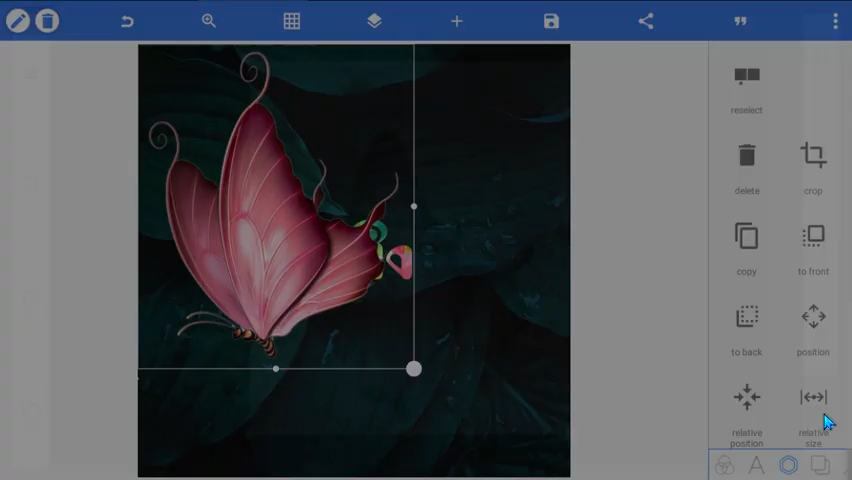 reselect
delete
crop
copy
to front
to back
position
relative
position
relative
size